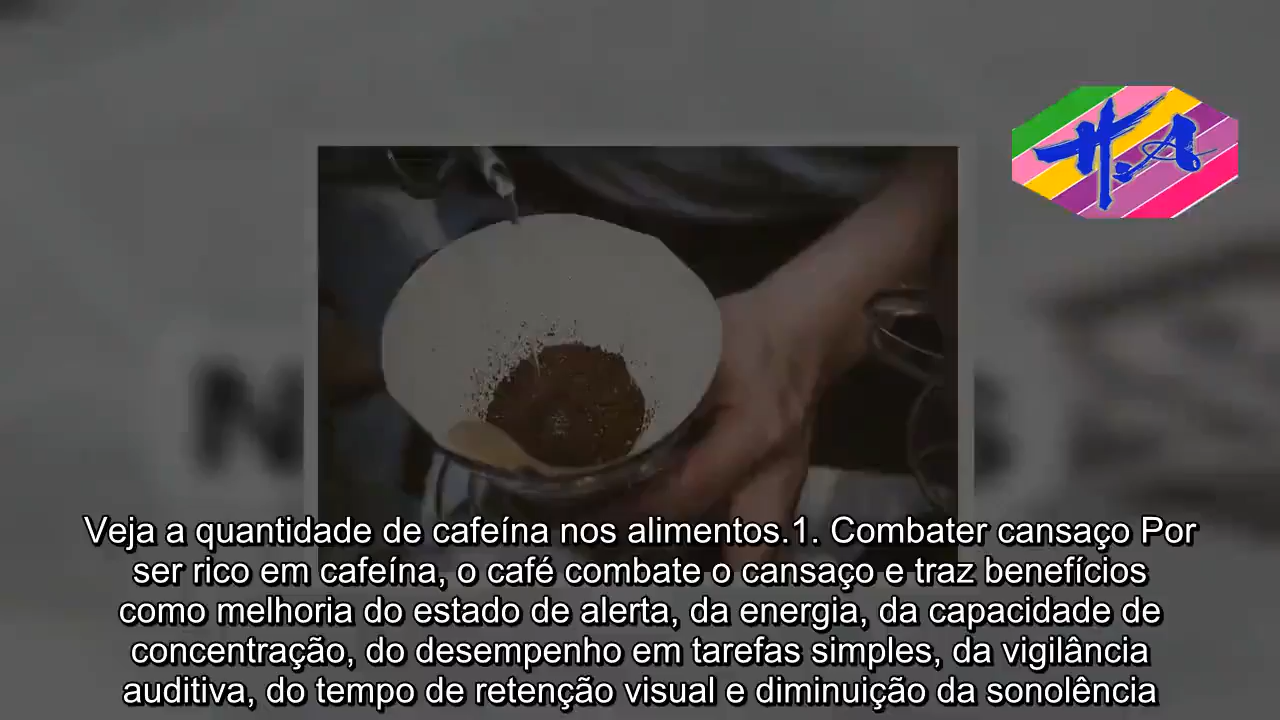 H.A
Veja a quantidade de cafeína nos alimentos.1. Combater cansaço Por
ser rico em cafeína, o café combate o cansaço e traz benefícios
como melhoria do estado de alerta, da energia, da capacidade de
concentração, do desempenho em tarefas simples, da vigilância
auditiva, do tempo de retenção visual e diminuição da sonolência